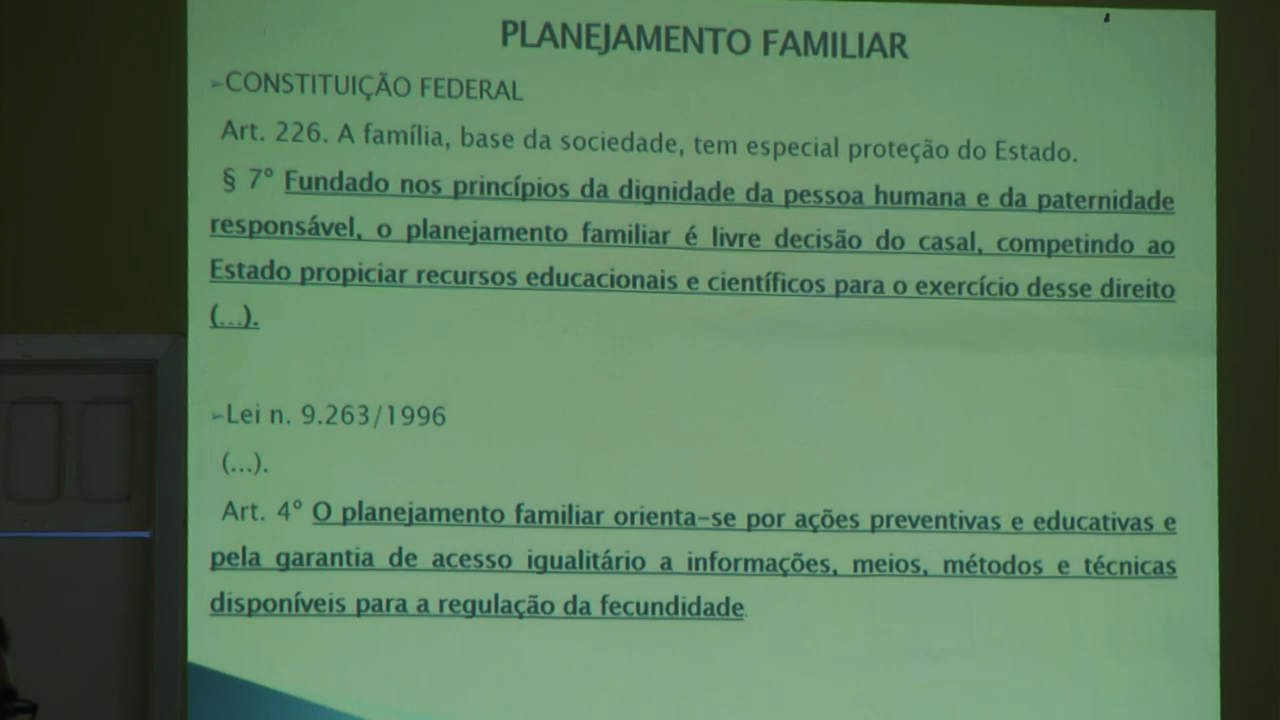 PLANEJAMENTO FAMILIAR
➢CONSTITUIÇÃO FEDERAL
Art. 226. A família, base da sociedade, tem especial proteção do Estado.
§ 7º Fundado nos princípios da dignidade da pessoa humana e da paternidade
responsável, o planejamento familiar é livre decisão do casal, competindo ao
Estado propiciar recursos educacionais e científicos para o exercício desse direito
(...).
➢Lei n. 9.263/1996
(...).
Art. 4º O planejamento familiar orienta-se por ações preventivas e educativas e
pela garantia de acesso igualitário a informações, meios, métodos e técnicas
disponíveis para a regulação da fecundidade